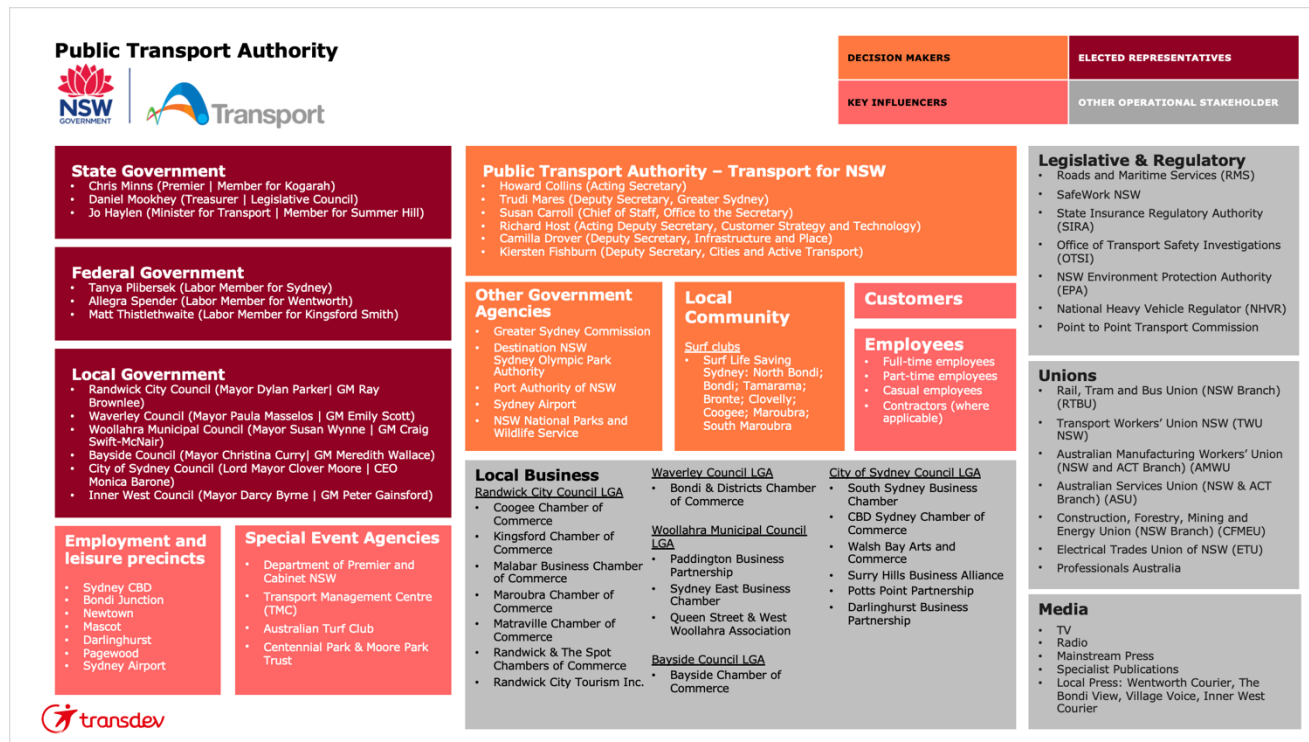 Public Transport Authority
NSW
GOVERNMENT
Transport
DECISION MAKERS
ELECTED REPRESENTATIVES
KEY INFLUENCERS
OTHER OPERATIONAL STAKEHOLDER
State Government
• Chris Minns (Premier | Member for Kogarah)
• Daniel Mookhey (Treasurer | Legislative Council)
• Jo Haylen (Minister for Transport | Member for Summer Hill)
Federal Government
• Tanya Plibersek (Labor Member for Sydney)
• Allegra Spender (Labor Member for Wentworth)
• Matt Thistlethwaite (Labor Member for Kingsford Smith)
Local Government
• Randwick City Council (Mayor Dylan Parker| GM Ray
Brownlee)
• Waverley Council (Mayor Paula Masselos | GM Emily Scott)
• Woollahra Municipal Council (Mayor Susan Wynne | GM Craig
Swift-McNair)
• Bayside Council (Mayor Christina Curry| GM Meredith Wallace)
• City of Sydney Council (Lord Mayor Clover Moore | CEO
Monica Barone)
• Inner West Council (Mayor Darcy Byrne | GM Peter Gainsford)
Employment and
leisure precincts
• Sydney CBD
• Bondi Junction
• Newtown
• Mascot
• Darlinghurst
• Pagewood
• Sydney Airport
Special Event Agencies
• Department of Premier and
Cabinet NSW
• Transport Management Centre
(TMC)
• Australian Turf Club
• Centennial Park & Moore Park
Trust
Public Transport Authority – Transport for NSW
• Howard Collins (Acting Secretary)
• Trudi Mares (Deputy Secretary, Greater Sydney)
• Susan Carroll (Chief of Staff, Office to the Secretary)
• Richard Host (Acting Deputy Secretary, Customer Strategy and Technology)
• Camilla Drover (Deputy Secretary, Infrastructure and Place)
• Kiersten Fishburn (Deputy Secretary, Cities and Active Transport)
Other Government
Agencies
• Greater Sydney Commission
• Destination NSW
Sydney Olympic Park
Authority
• Port Authority of NSW
• Sydney Airport
• NSW National Parks and
Wildlife Service
Local
Community
Surf clubs
• Surf Life Saving
Sydney: North Bondi;
Bondi; Tamarama;
Bronte; Clovelly;
Coogee; Maroubra;
South Maroubra
Customers
Employees
• Full-time employees
• Part-time employees
• Casual employees
• Contractors (where
applicable)
Local Business
Randwick City Council LGA
• Coogee Chamber of
Commerce
• Kingsford Chamber of
Commerce
• Malabar Business Chamber
of Commerce
• Maroubra Chamber of
Commerce
• Matraville Chamber of
Commerce
• Randwick & The Spot
Chambers of Commerce
• Randwick City Tourism Inc.
Waverley Council LGA
• Bondi & Districts Chamber
of Commerce
Woollahra Municipal Council
LGA
• Paddington Business
Partnership
• Sydney East Business
Chamber
• Queen Street & West
Woollahra Association
Bayside Council LGA
• Bayside Chamber of
Commerce
City of Sydney Council LGA
• South Sydney Business
Chamber
• CBD Sydney Chamber of
Commerce
• Walsh Bay Arts and
Commerce
• Surry Hills Business Alliance
• Potts Point Partnership
• Darlinghurst Business
Partnership
Legislative & Regulatory
• Roads and Maritime Services (RMS)
• SafeWork NSW
• State Insurance Regulatory Authority
(SIRA)
• Office of Transport Safety Investigations
(OTSI)
• NSW Environment Protection Authority
(EPA)
• National Heavy Vehicle Regulator (NHVR)
• Point to Point Transport Commission
Unions
• Rail, Tram and Bus Union (NSW Branch)
(RTBU)
• Transport Workers’ Union NSW (TWU
NSW)
• Australian Manufacturing Workers’ Union
(NSW and ACT Branch) (AMWU
• Australian Services Union (NSW & ACT
Branch) (ASU)
• Construction, Forestry, Mining and
Energy Union (NSW Branch) (CFMEU)
• Electrical Trades Union of NSW (ETU)
• Professionals Australia
Media
• TV
• Radio
• Mainstream Press
• Specialist Publications
• Local Press: Wentworth Courier, The
Bondi View, Village Voice, Inner West
Courier
transdev